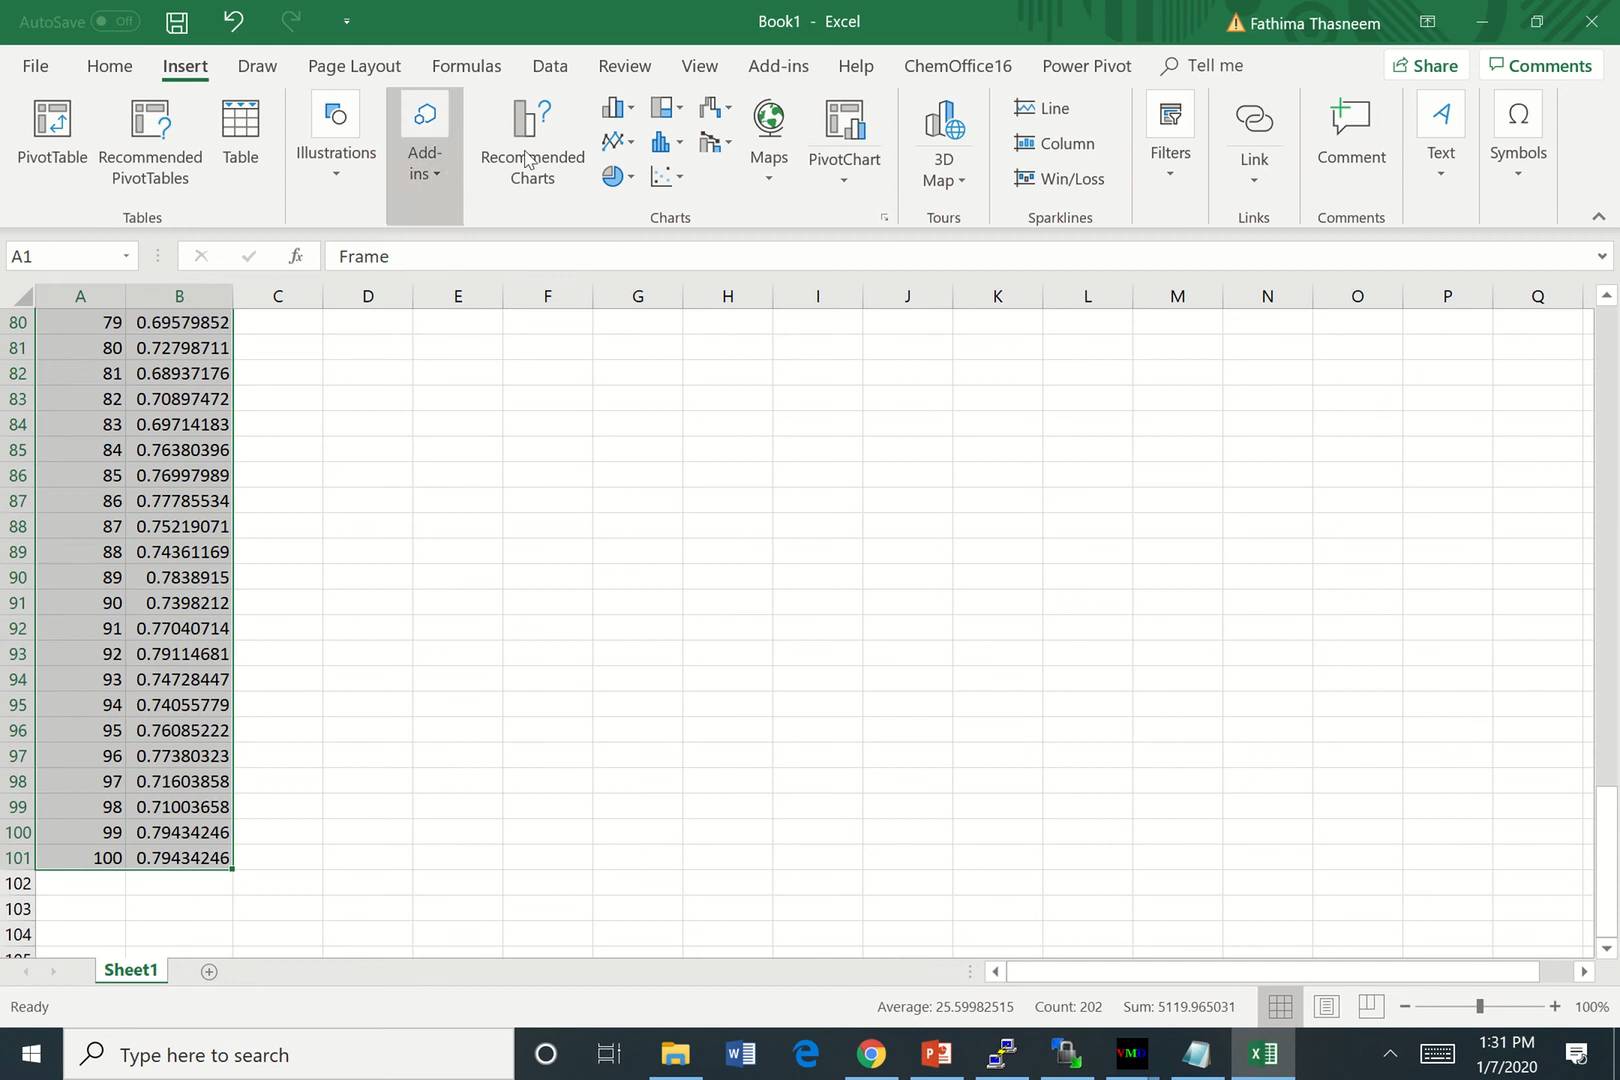 AutoSave Off
Book1 - Excel
Fathima Thasneem
File Home Insert Draw Page Layout Formulas Data Review View Add-ins Help ChemOffice16 Power Pivot Tell me Share Comments
PivotTable
Recommended
PivotTables
Table
Tables
Illustrations
Add-
ins
Recommended
Charts
Maps
PivotChart
Charts
3D
Map
Tours
Line
Column
Win/Loss
Sparklines
Filters
Link
Links
Comment
Comments
Text
Symbols
A1 fx Frame
A B C D E F G H I J K L M N O P Q
80 79 0.69579852
81 80 0.72798711
82 81 0.68937176
83 82 0.70897472
84 83 0.69714183
85 84 0.76380396
86 85 0.76997989
87 86 0.77785534
88 87 0.75219071
89 88 0.74361169
90 89 0.7838915
91 90 0.7398212
92 91 0.77040714
93 92 0.79114681
94 93 0.74728447
95 94 0.74055779
96 95 0.76085222
97 96 0.77380323
98 97 0.71603858
99 98 0.71003658
100 99 0.79434246
101 100 0.79434246
102
103
104
105
Sheet1
Ready Average: 25.59982515 Count: 202 Sum: 5119.965031 100%
Type here to search
VMD
1:31 PM
1/7/2020